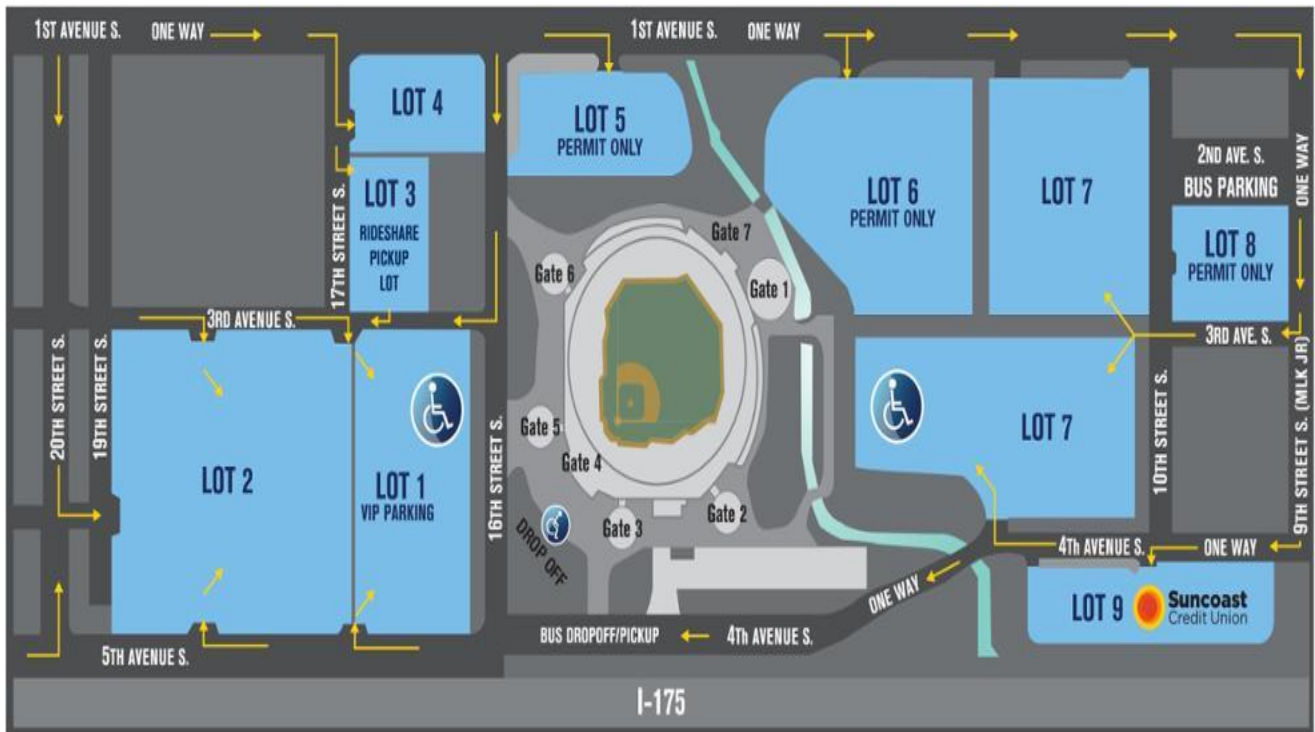 1ST AVENUE S.
ONE WAY
1ST AVENUE S.
ONE WAY
LOT 4
LOT 5
PERMIT ONLY
LOT 6
PERMIT ONLY
LOT 7
2ND AVE. S.
BUS PARKING
ONE WAY
LOT 3
RIDESHARE
PICKUP
LOT
17TH STREET S.
LOT 8
PERMIT ONLY
Gate 7
Gate 6
Gate 1
3RD AVENUE S.
3RD AVE. S.
20TH STREET S.
19TH STREET S.
LOT 2
LOT 1
VIP PARKING
16TH STREET S.
Gate 5
Gate 4
Gate 3
Gate 2
DROP OFF
LOT 7
10TH STREET S.
9TH STREET S. (MLK JR)
4Th AVENUE S.
ONE WAY
ONE WAY
LOT 9
Suncoast
Credit Union
BUS DROPOFF/PICKUP
4Th AVENUE S.
5TH AVENUE S.
I-175